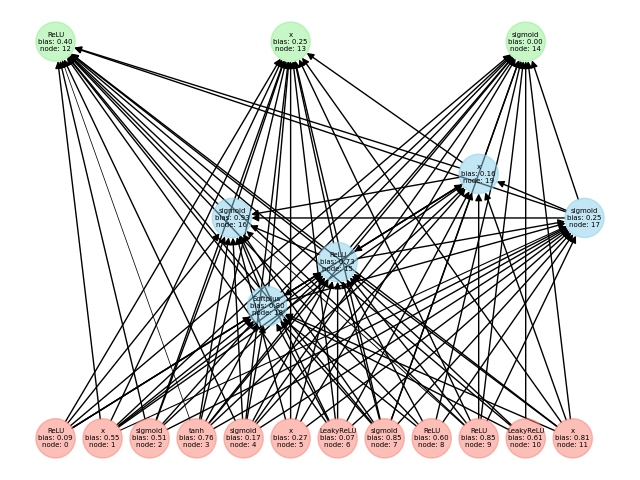 ReLU
bias: 0.40
node: 12
x
bias: 0.25
node: 13
sigmoid
bias: 0.00
node: 14
x
bias: 0.16
node: 19
sigmoid
bias: 0.93
node: 16
sigmoid
bias: 0.25
node: 17
ReLU
bias: 0.73
node: 15
Softplus
bias: 0.80
node: 18
ReLU
bias: 0.09
node: 0
x
bias: 0.55
node: 1
sigmoid
bias: 0.51
node: 2
tanh
bias: 0.76
node: 3
sigmoid
bias: 0.17
node: 4
x
bias: 0.27
node: 5
LeakyReLU
bias: 0.07
node: 6
sigmoid
bias: 0.85
node: 7
ReLU
bias: 0.60
node: 8
ReLU
bias: 0.85
node: 9
LeakyReLU
bias: 0.61
node: 10
x
bias: 0.81
node: 11